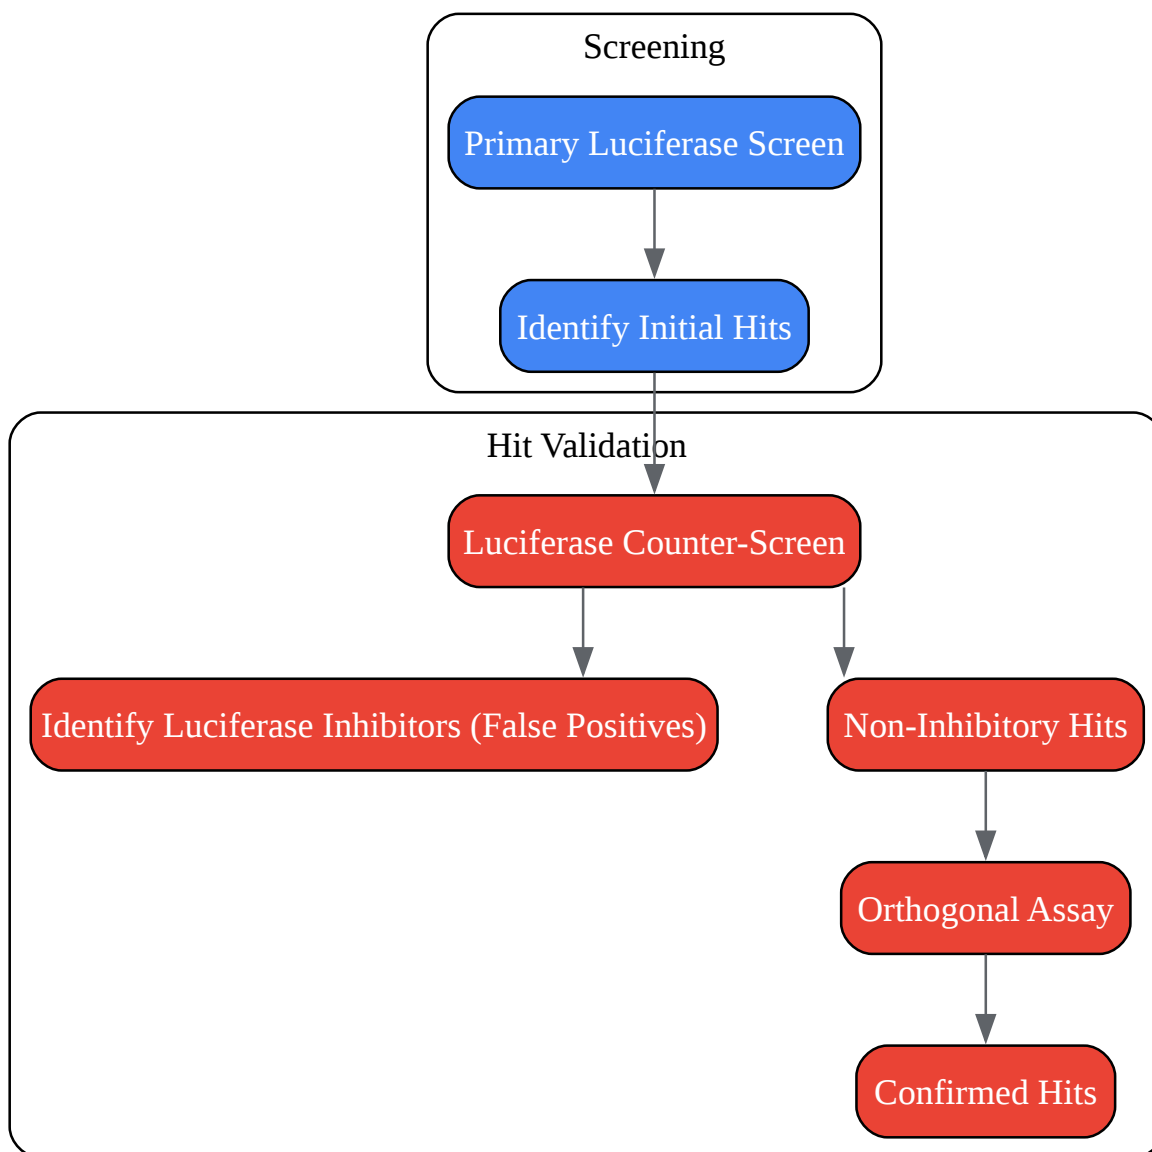 Screening
Primary Luciferase Screen
Identify Initial Hits
Hit Validation
Luciferase Counter-Screen
Identify Luciferase Inhibitors (False Positives)
Non-Inhibitory Hits
Orthogonal Assay
Confirmed Hits